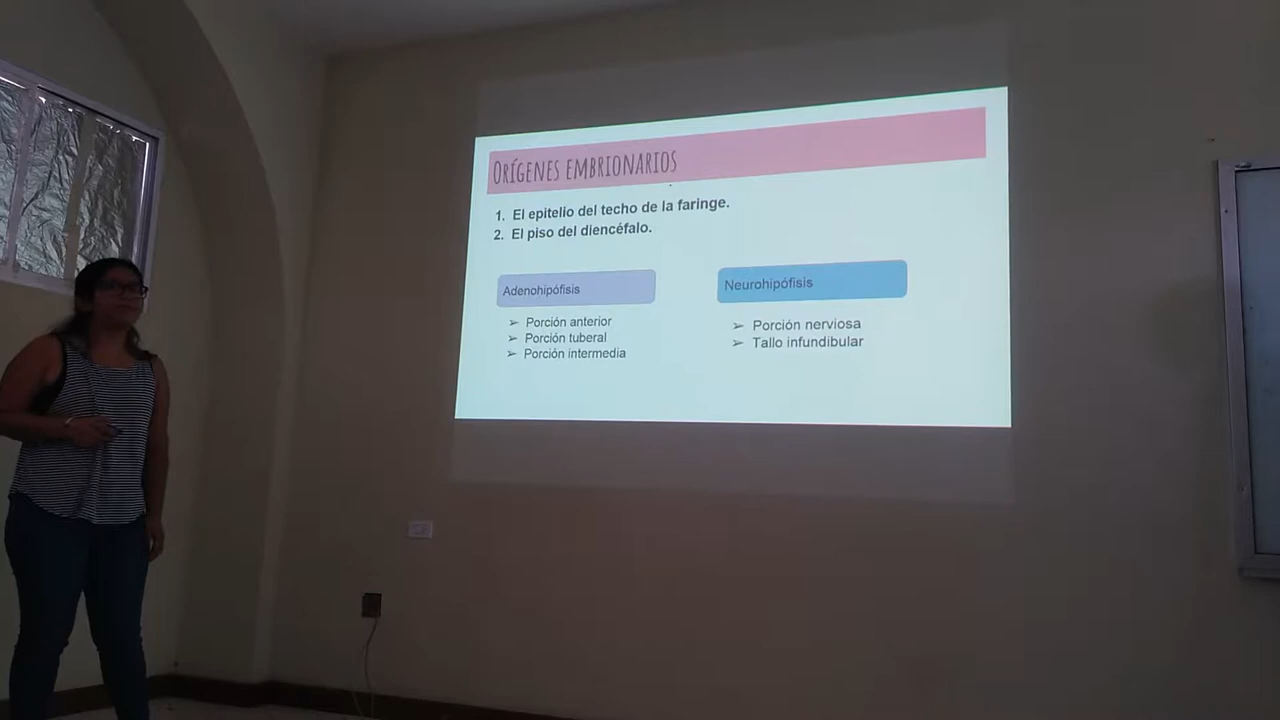 ORÍGENES EMBRIONARIOS
1. El epitelio del techo de la faringe.
2. El piso del diencéfalo.
Adenohipófisis
➢ Porción anterior
➢ Porción tuberal
➢ Porción intermedia
Neurohipófisis
➢ Porción nerviosa
➢ Tallo infundibular